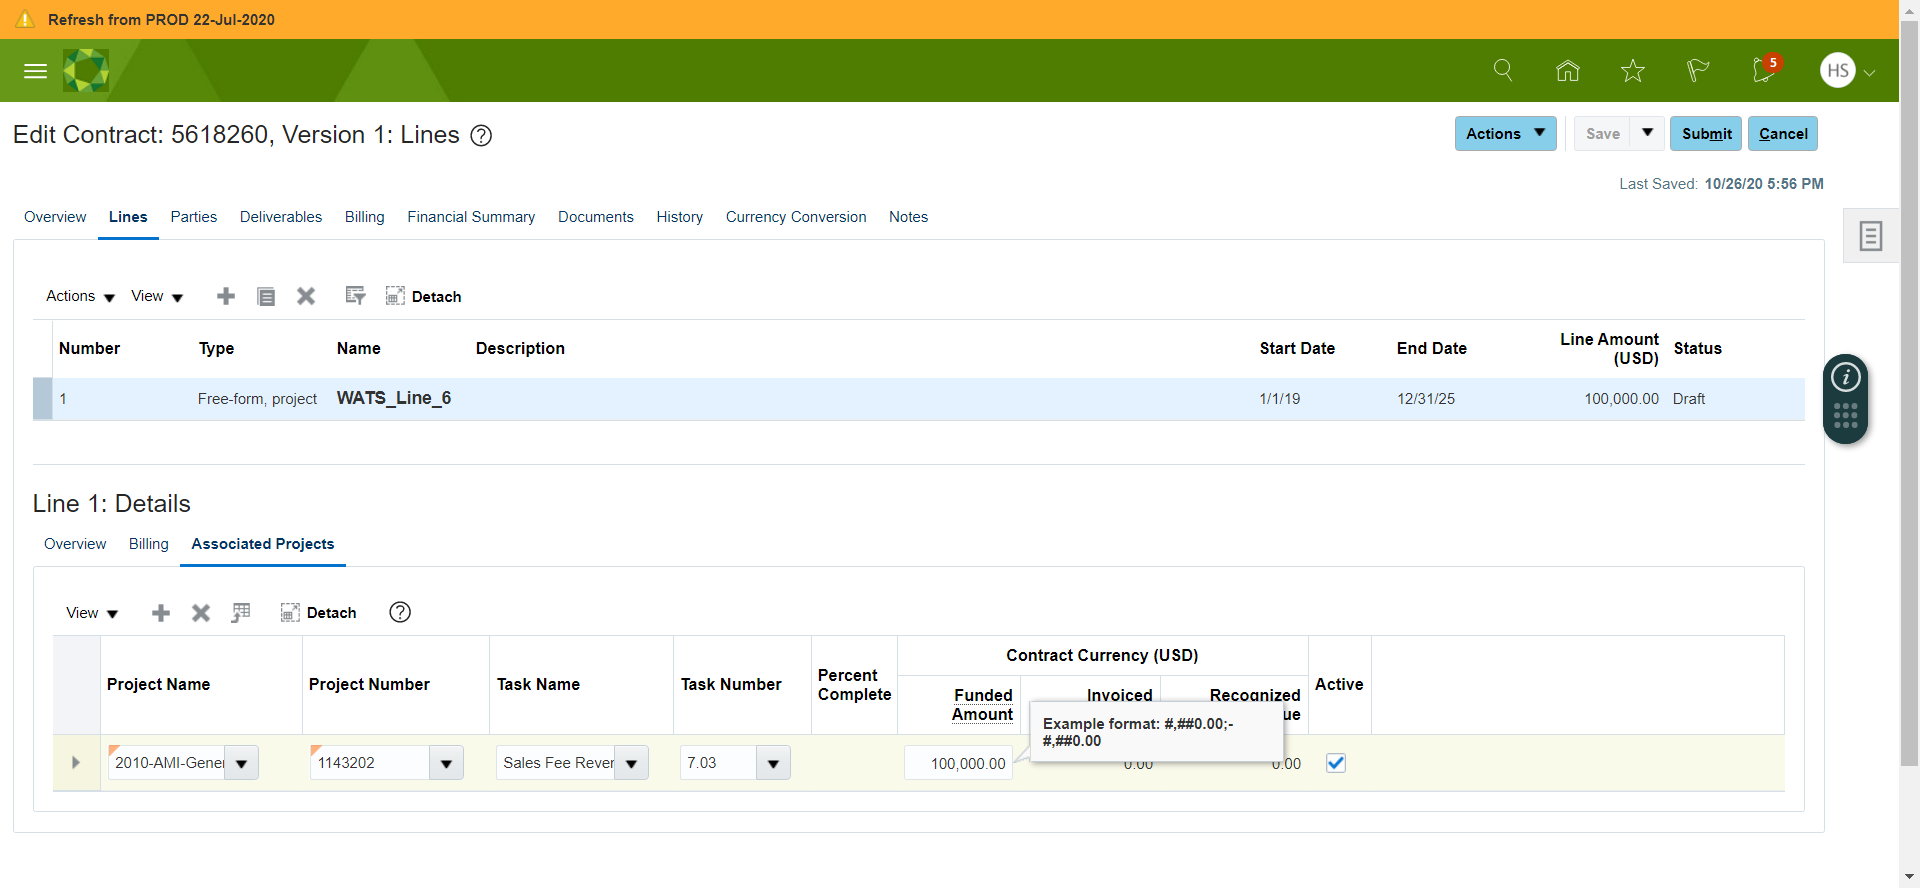 Refresh from PROD 22-Jul-2020
5
HS
Edit Contract: 5618260, Version 1: Lines ?
Actions Save Submit Cancel
Last Saved: 10/26/20 5:56 PM
Overview Lines Parties Deliverables Billing Financial Summary Documents History Currency Conversion Notes
Actions View Detach
Number Type Name Description Start Date End Date Line Amount (USD) Status
1 Free-form, project WATS_Line_6 1/1/19 12/31/25 100,000.00 Draft
i
Line 1: Details
Overview Billing Associated Projects
View Detach ?
Contract Currency (USD)
Project Name Project Number Task Name Task Number Percent Complete Funded Amount Invoiced Recognized ue Active
Example format: #,##0.00;-
#,##0.00
2010-AMI-Gener 1143202 Sales Fee Rever 7.03 100,000.00 0.00 0.00